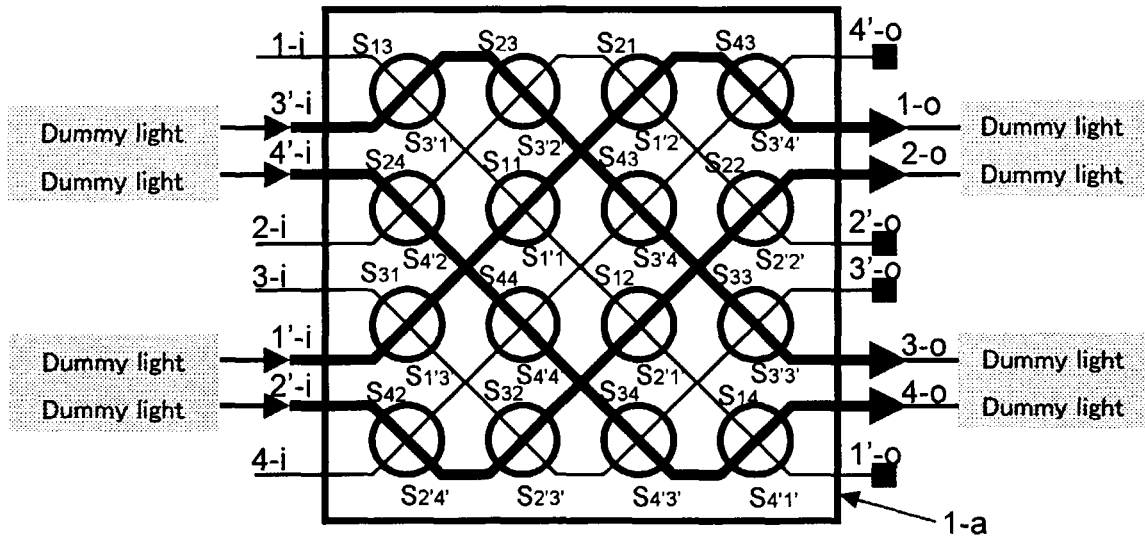 1-i S13 S23 S21 S43 4'-o
3'-i 1-o
Dummy light Dummy light
S3'1 S3'2' S1'2 S3'4'
4'-i S24 S11 S43 S22 2-o
Dummy light Dummy light
2-i 2'-o
S4'2 S1'1 S3'4 S2'2'
3-i S31 S44 S12 S33 3'-o
1'-i 3-o
Dummy light Dummy light
S1'3' S4'4 S2'1 S3'3'
2'-i S42 S32 S34 S14 4-o
Dummy light Dummy light
4-i 1'-o
S2'4' S2'3' S4'3' S4'1'
1-a